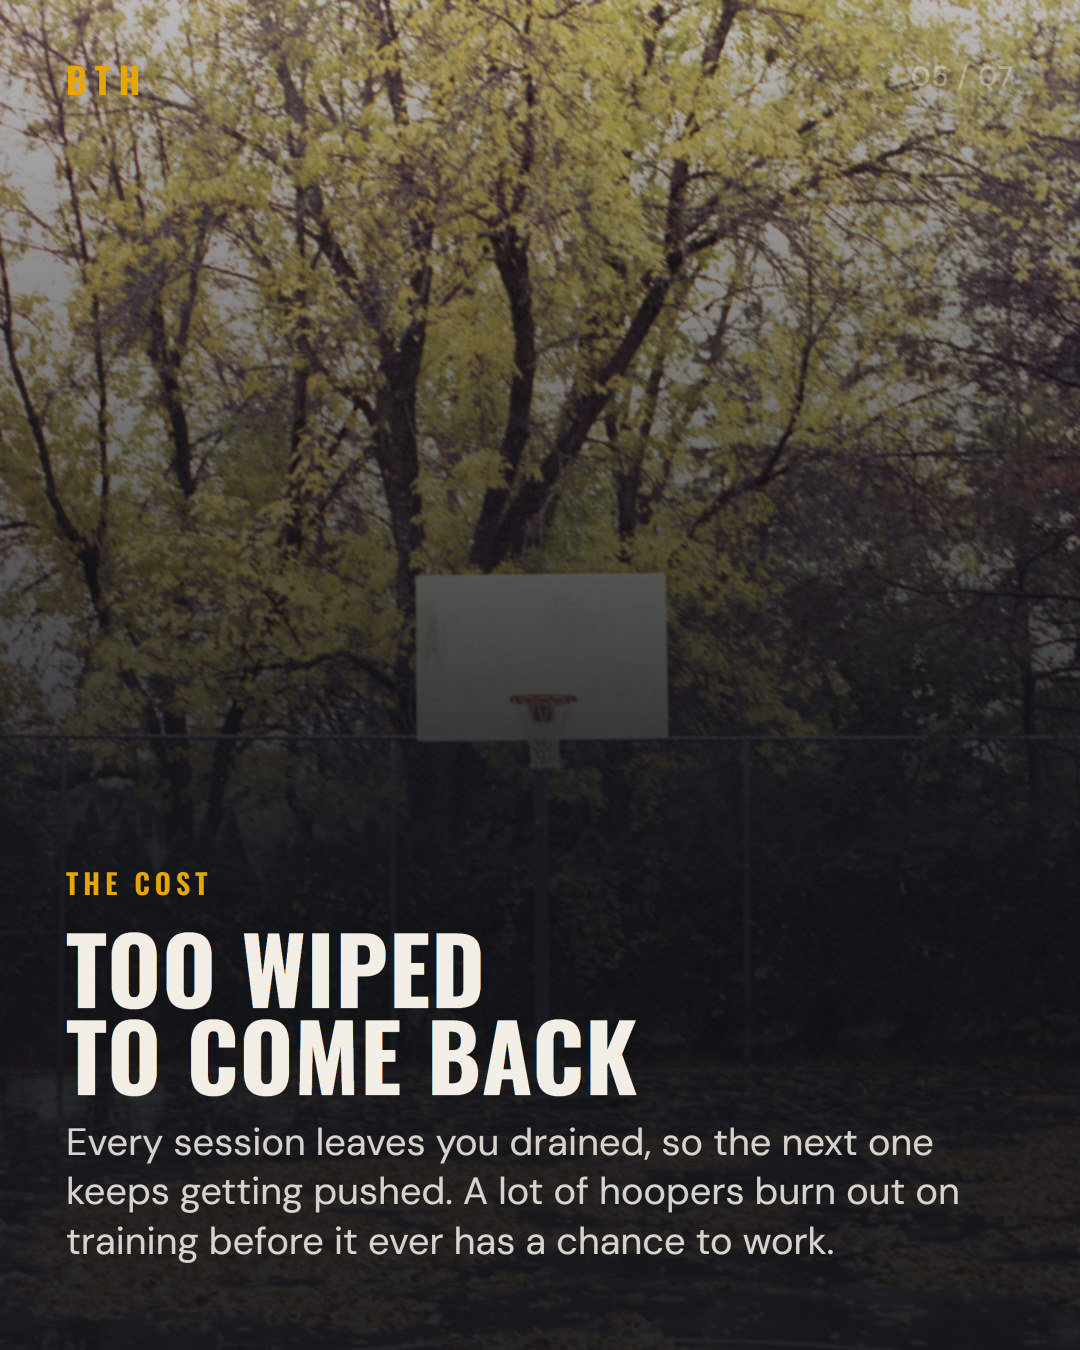 BTH
05 / 07
THE COST
TOO WIPED
TO COME BACK
Every session leaves you drained, so the next one
keeps getting pushed. A lot of hoopers burn out on
training before it ever has a chance to work.